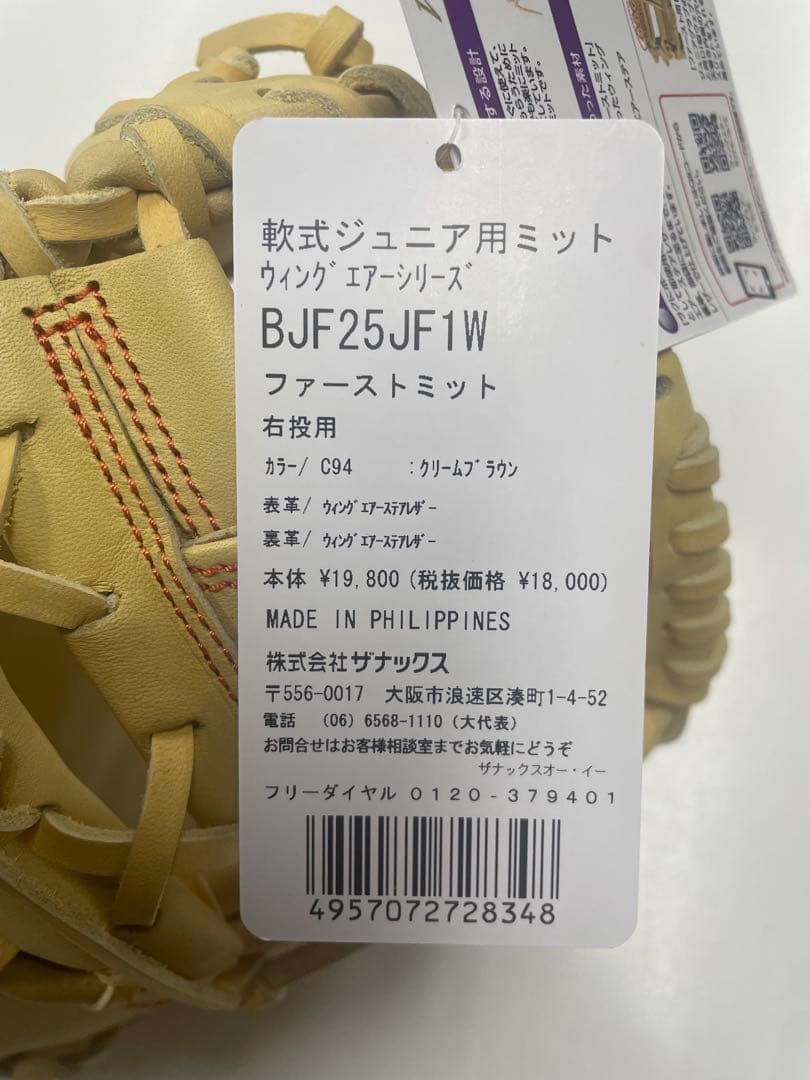 軟式ジュニア用ミット
ウィング エアーシリーズ
BJF25JF1W
ファーストミット
右投用
カラー/ C94 :クリームブラウン
表革/ ウィングエアーステアレザー
裏革/ ウィングエアーステアレザー
本体 ¥19,800(税抜価格 ¥18,000)
MADE IN PHILIPPINES
株式会社ザナックス
〒556-0017 大阪市浪速区湊町1-4-52
電話 (06) 6568-1110(大代表)
お問合せはお客様相談室までお気軽にどうぞ
ザナックスオー・イー
フリーダイヤル 0120-379401
4957072728348
する設計
った素材